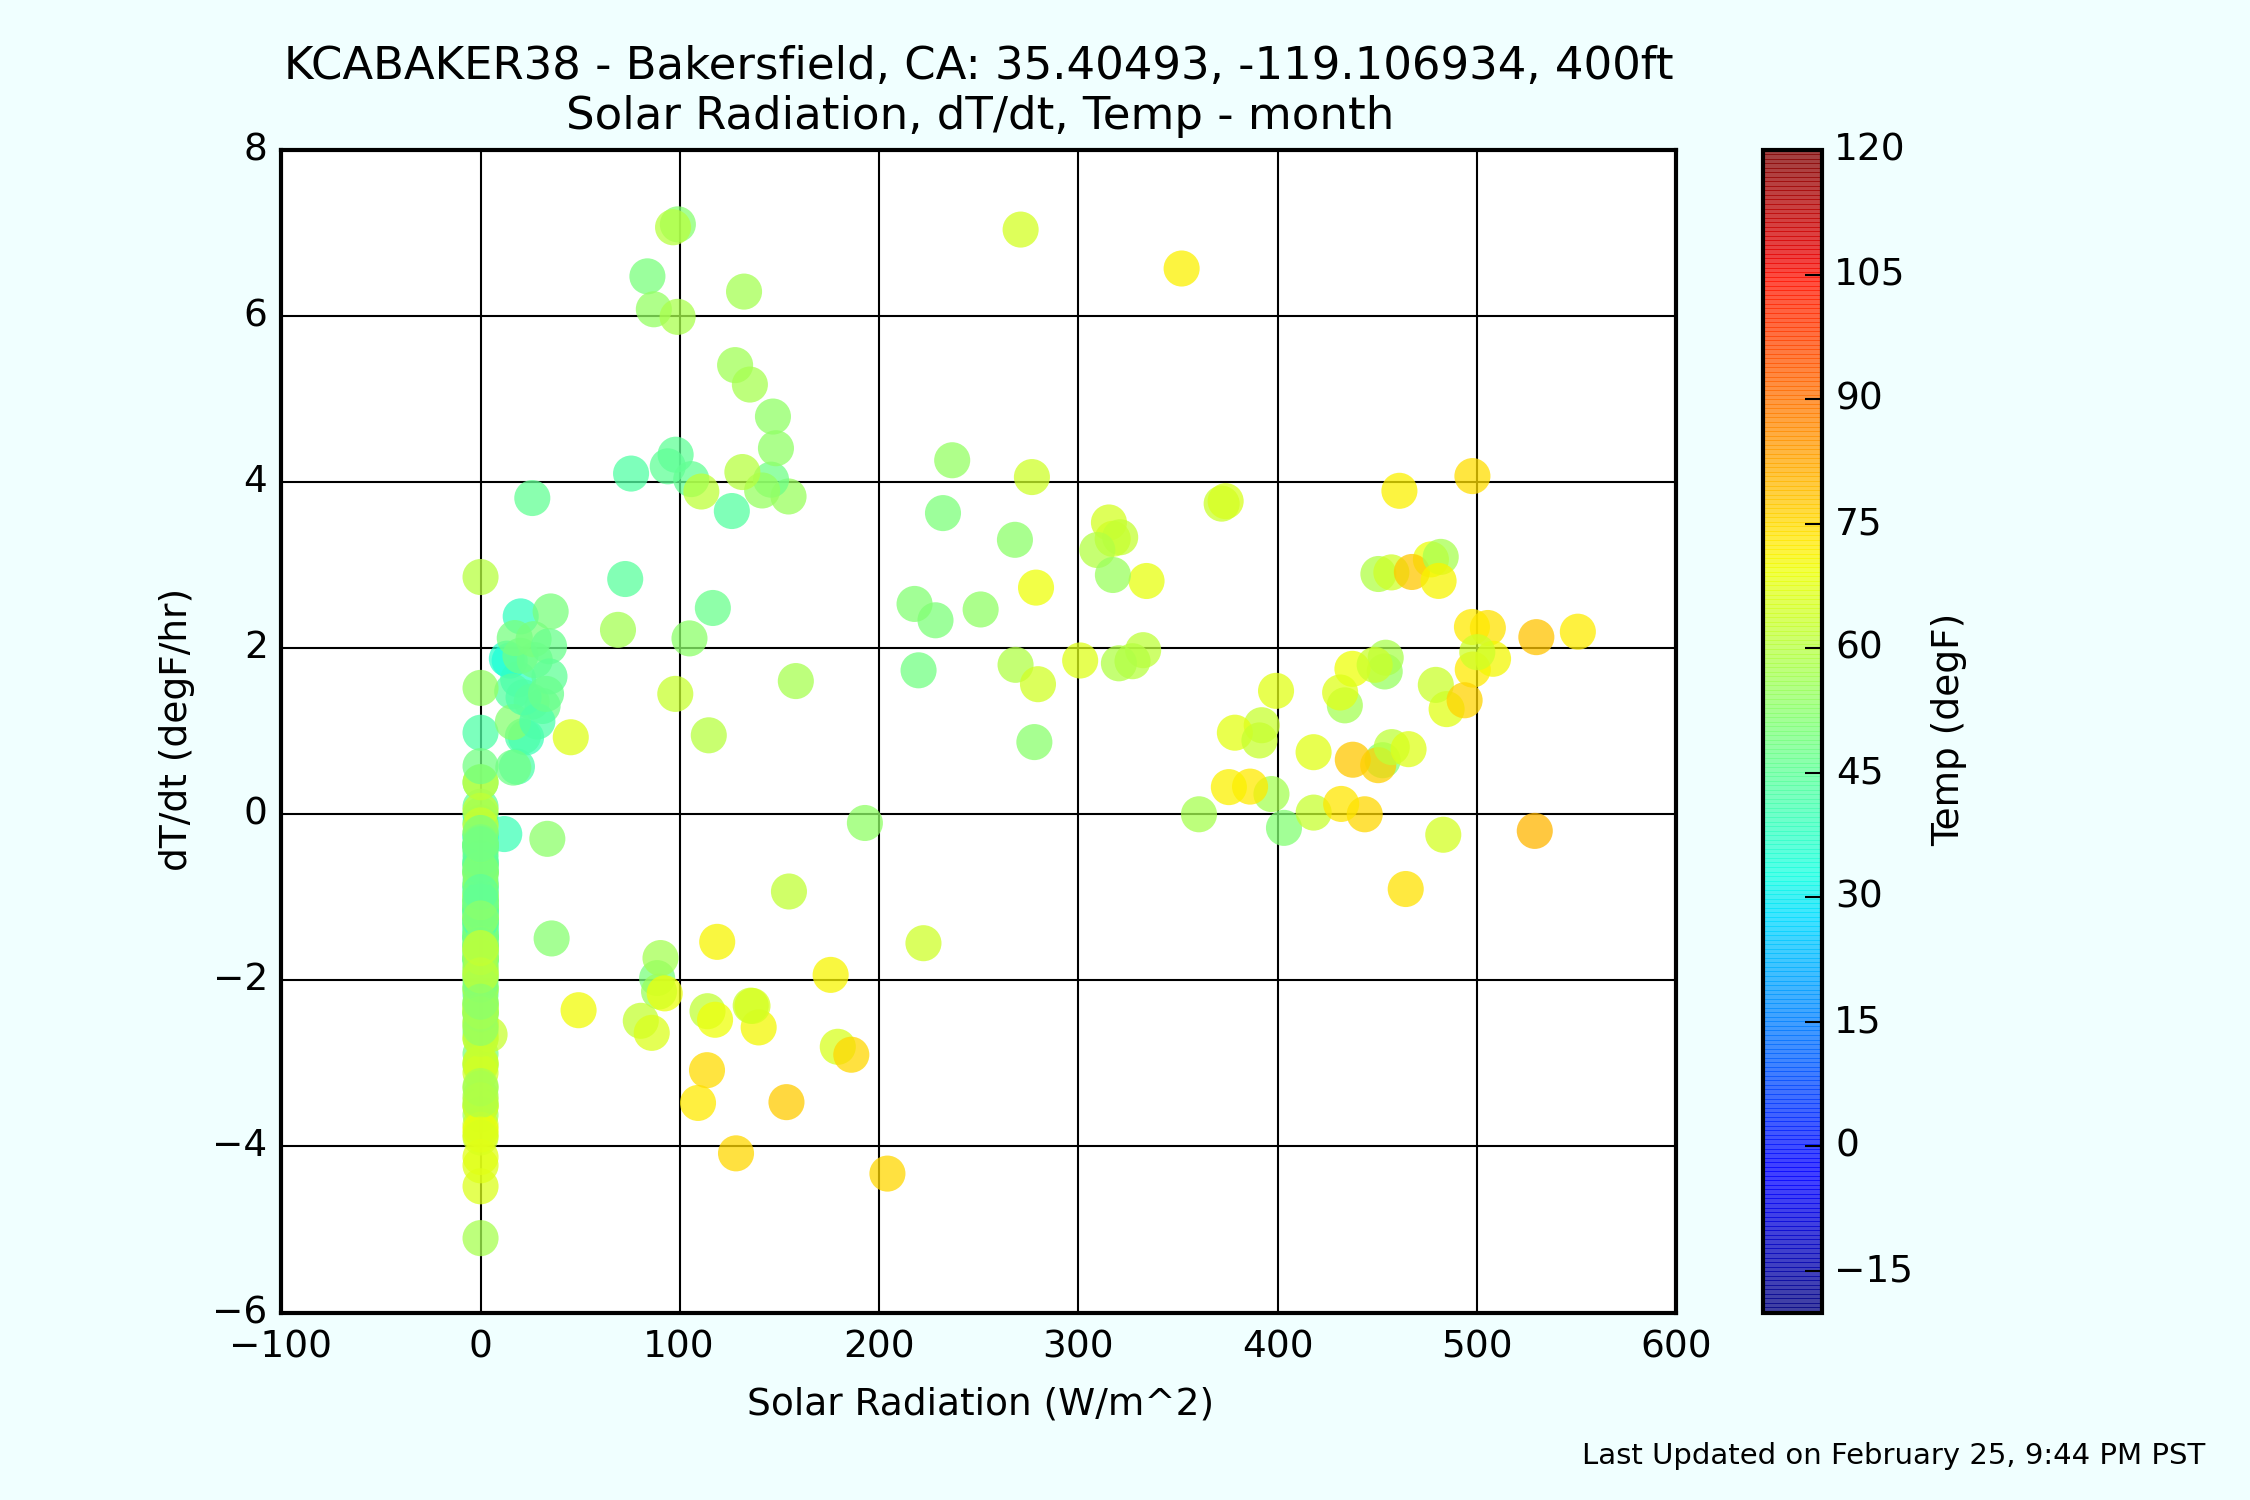 KCABAKER38 - Bakersfield, CA: 35.40493, -119.106934, 400ft
Solar Radiation, dT/dt, Temp - month
8
6
4
2
0
−2
−4
−6
dT/dt (degF/hr)
−100 0 100 200 300 400 500 600
Solar Radiation (W/m^2)
120
105
90
75
60
45
30
15
0
−15
Temp (degF)
Last Updated on February 25, 9:44 PM PST